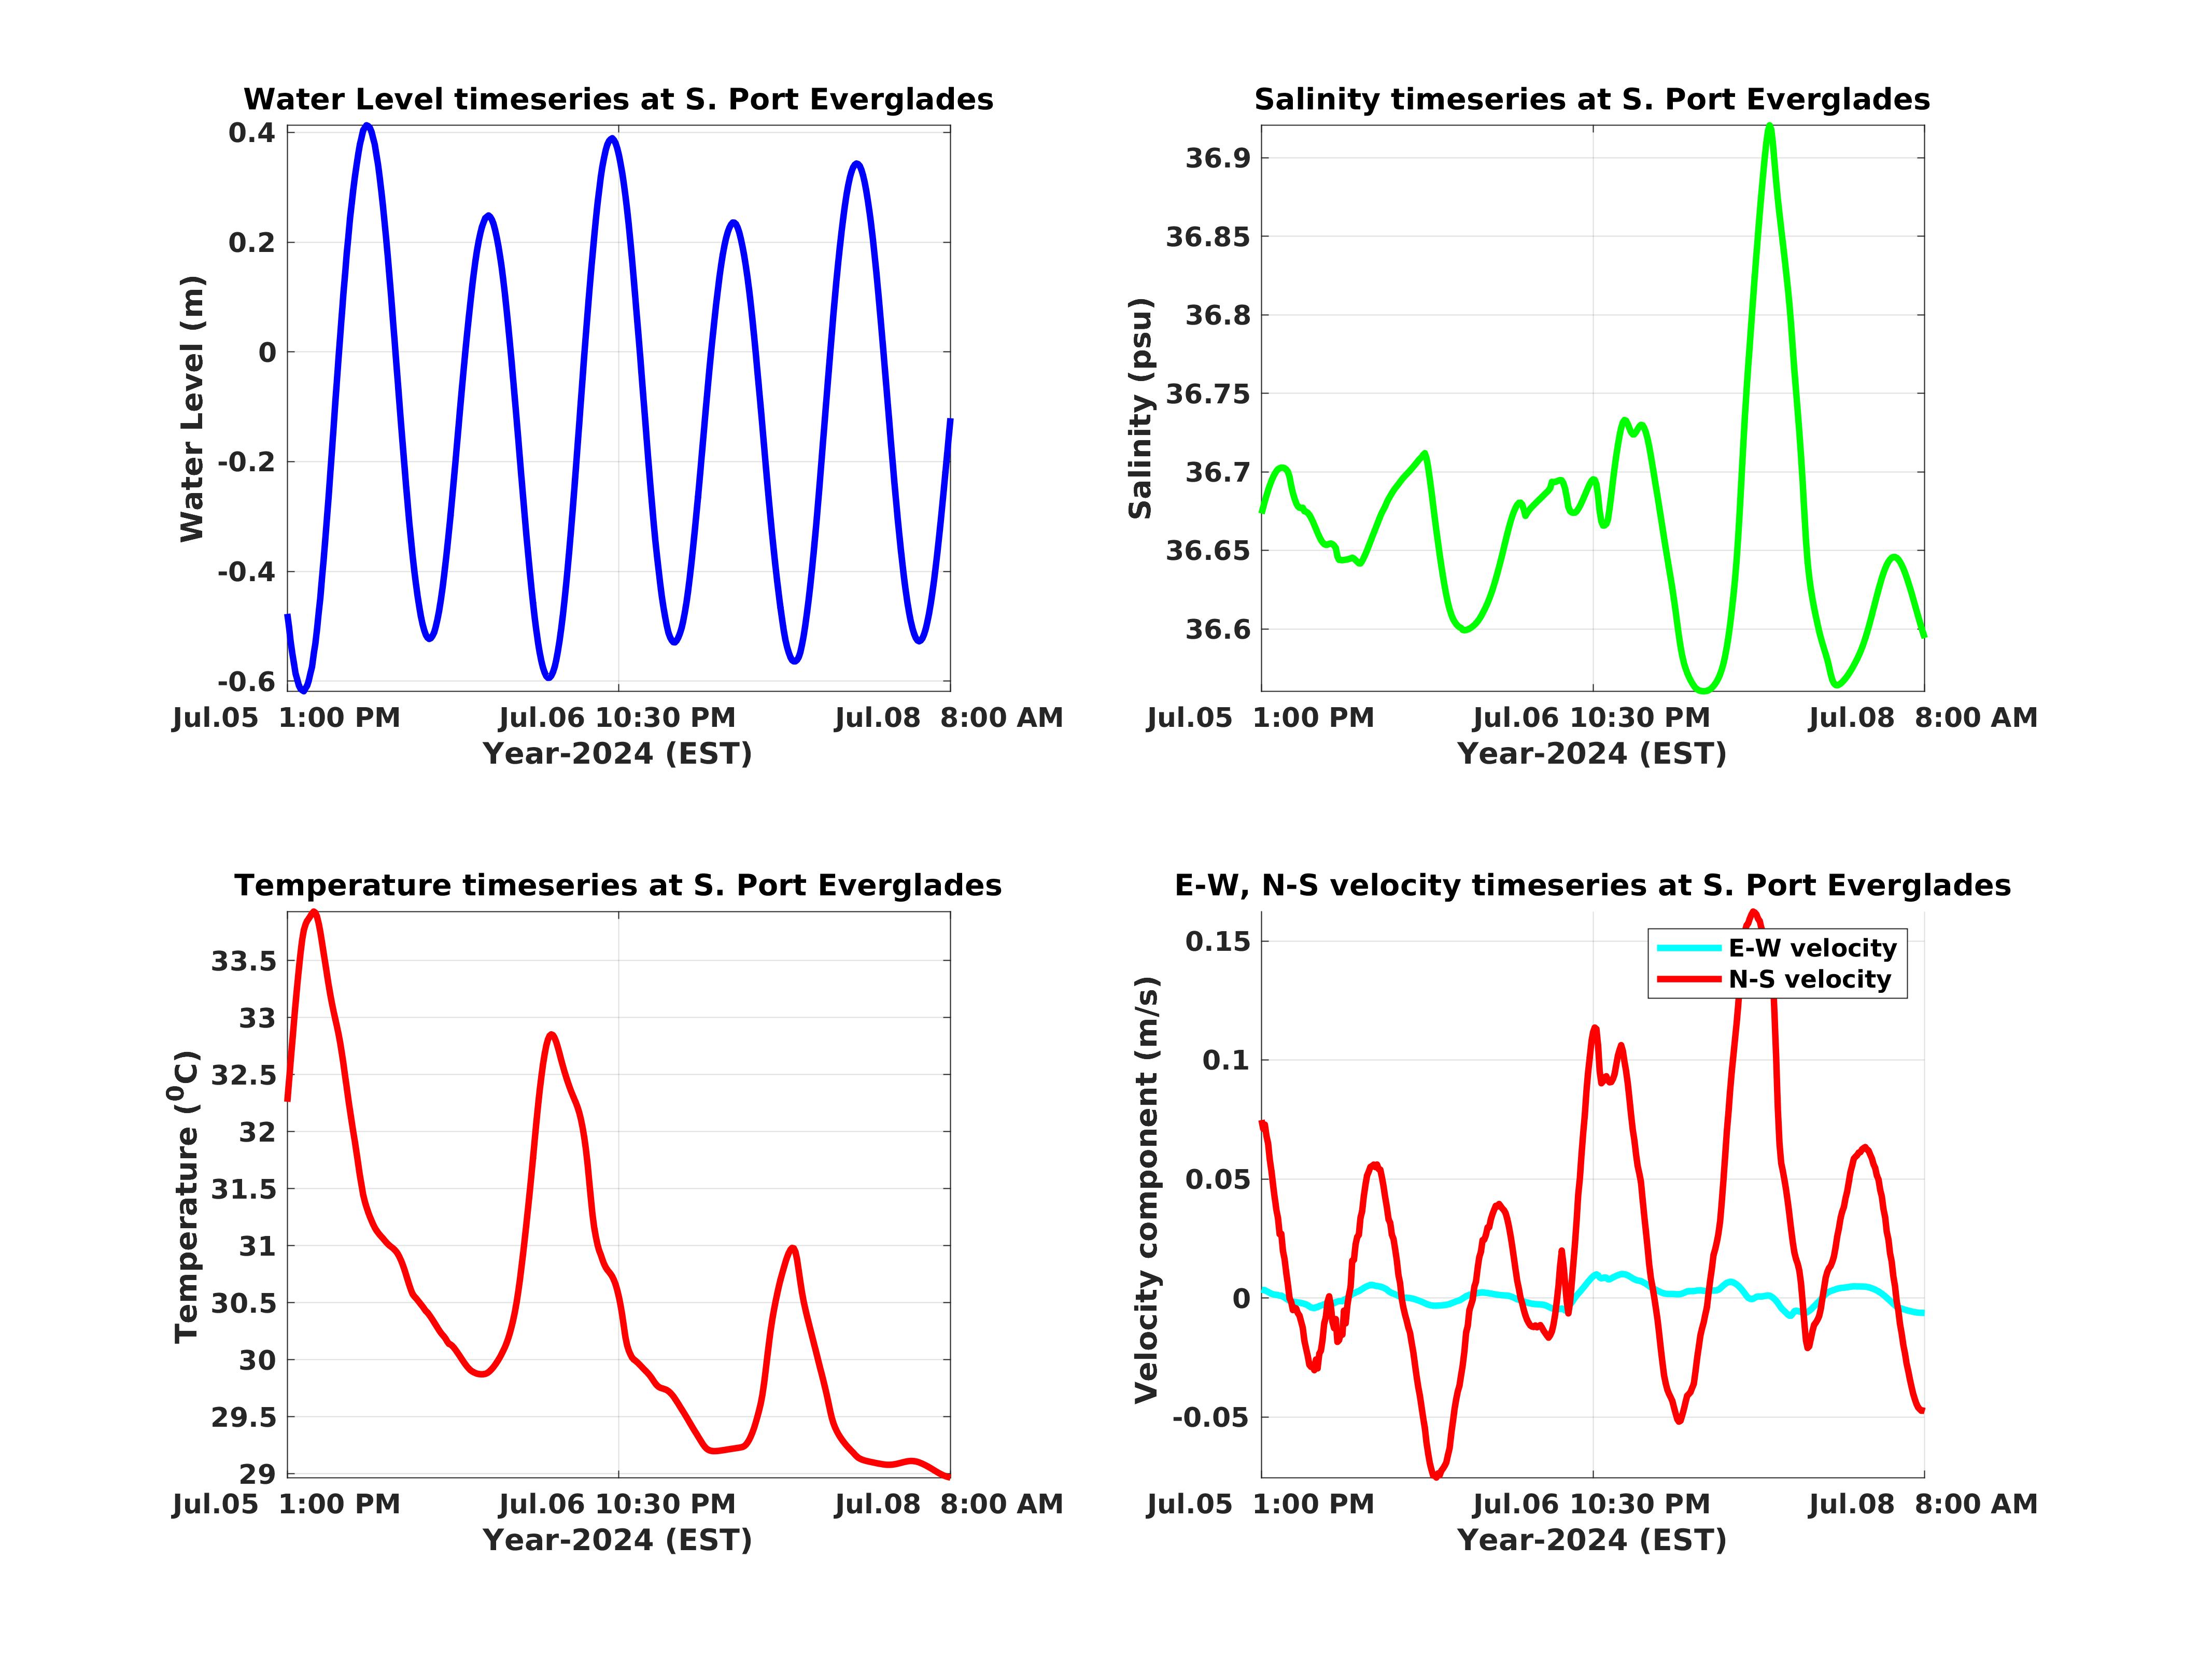 Water Level timeseries at S. Port Everglades
0.4
0.2
0
-0.2
-0.4
-0.6
Water Level (m)
Jul.05  1:00 PM
Jul.06 10:30 PM
Jul.08  8:00 AM
Year-2024 (EST)
Salinity timeseries at S. Port Everglades
36.9
36.85
36.8
36.75
36.7
36.65
36.6
Salinity (psu)
Jul.05  1:00 PM
Jul.06 10:30 PM
Jul.08  8:00 AM
Year-2024 (EST)
Temperature timeseries at S. Port Everglades
33.5
33
32.5
32
31.5
31
30.5
30
29.5
29
Temperature (⁰C)
Jul.05  1:00 PM
Jul.06 10:30 PM
Jul.08  8:00 AM
Year-2024 (EST)
E-W, N-S velocity timeseries at S. Port Everglades
0.15
0.1
0.05
0
-0.05
Velocity component (m/s)
E-W velocity
N-S velocity
Jul.05  1:00 PM
Jul.06 10:30 PM
Jul.08  8:00 AM
Year-2024 (EST)